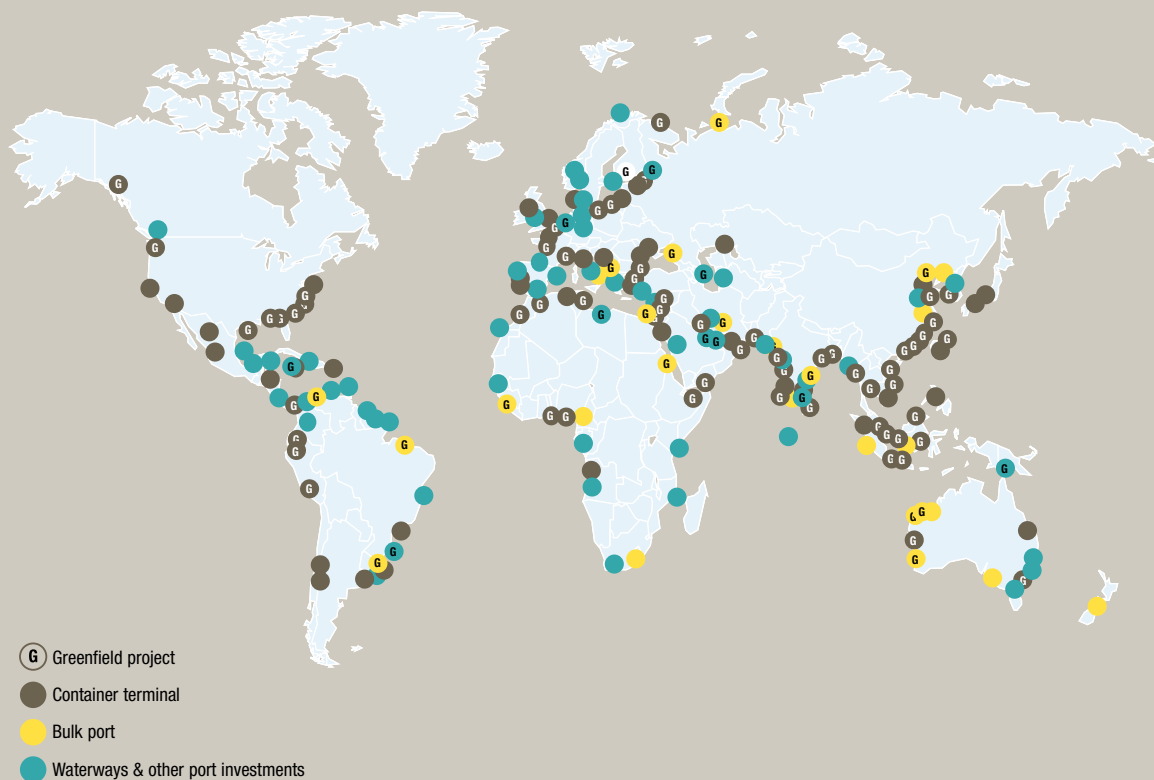 G Greenfield project
Container terminal
Bulk port
Waterways & other port investments